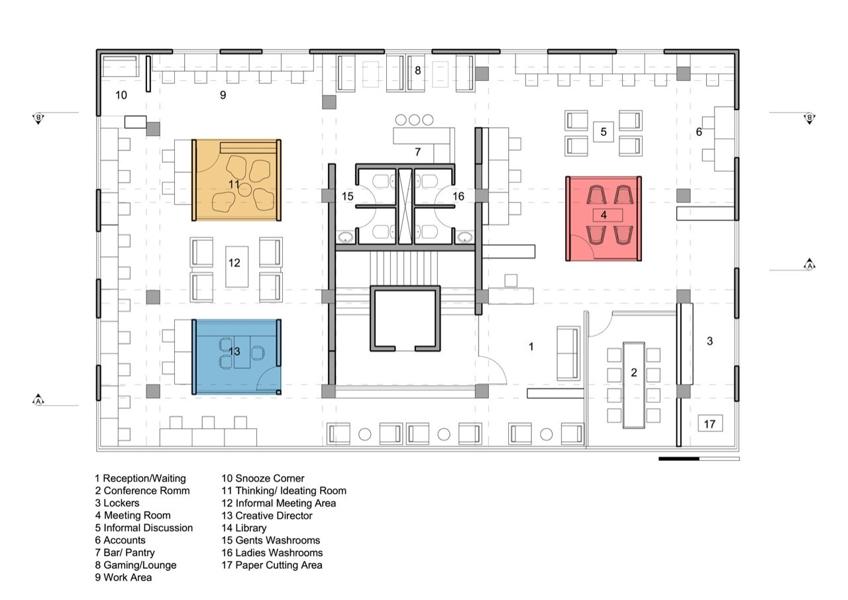 8
10
9
B
B
5
6
7
11
15
16
4
12
A
1
3
13
2
A
17
1 Reception/Waiting
2 Conference Romm
3 Lockers
4 Meeting Room
5 Informal Discussion
6 Accounts
7 Bar/ Pantry
8 Gaming/Lounge
9 Work Area
10 Snooze Corner
11 Thinking/ Ideating Room
12 Informal Meeting Area
13 Creative Director
14 Library
15 Gents Washrooms
16 Ladies Washrooms
17 Paper Cutting Area